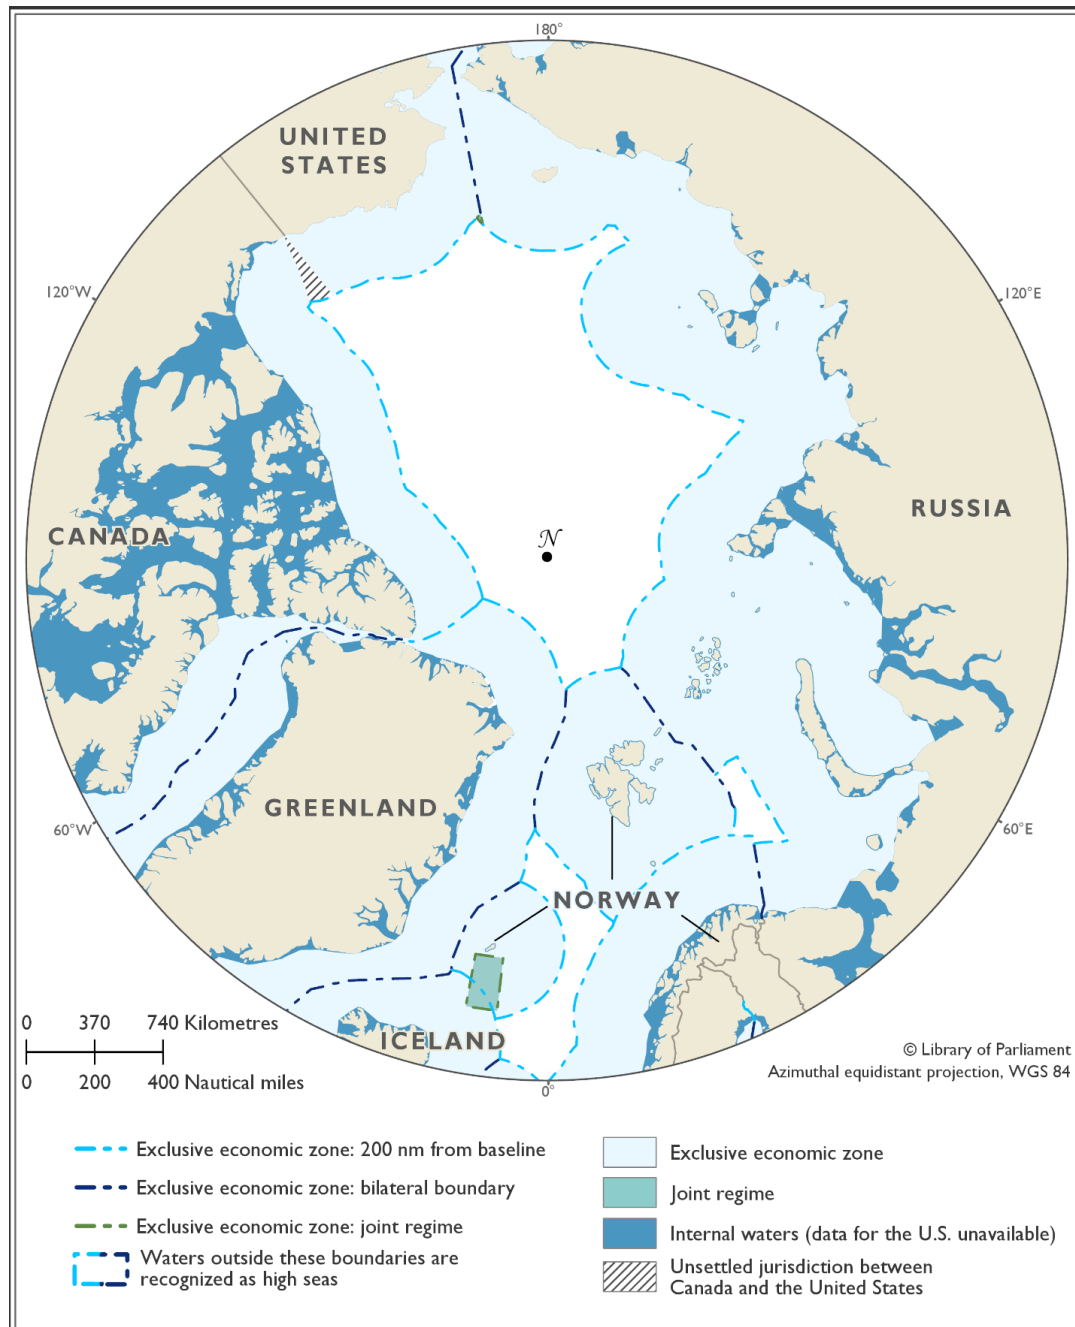 180°
UNITED
STATES
120°W
120°E
RUSSIA
CANADA
N
GREENLAND
60°W
60°E
NORWAY
ICELAND
0 370 740 Kilometres
0 200 400 Nautical miles
0°
© Library of Parliament
Azimuthal equidistant projection, WGS 84
Exclusive economic zone: 200 nm from baseline
Exclusive economic zone: bilateral boundary
Exclusive economic zone: joint regime
Waters outside these boundaries are
recognized as high seas
Exclusive economic zone
Joint regime
Internal waters (data for the U.S. unavailable)
Unsettled jurisdiction between
Canada and the United States